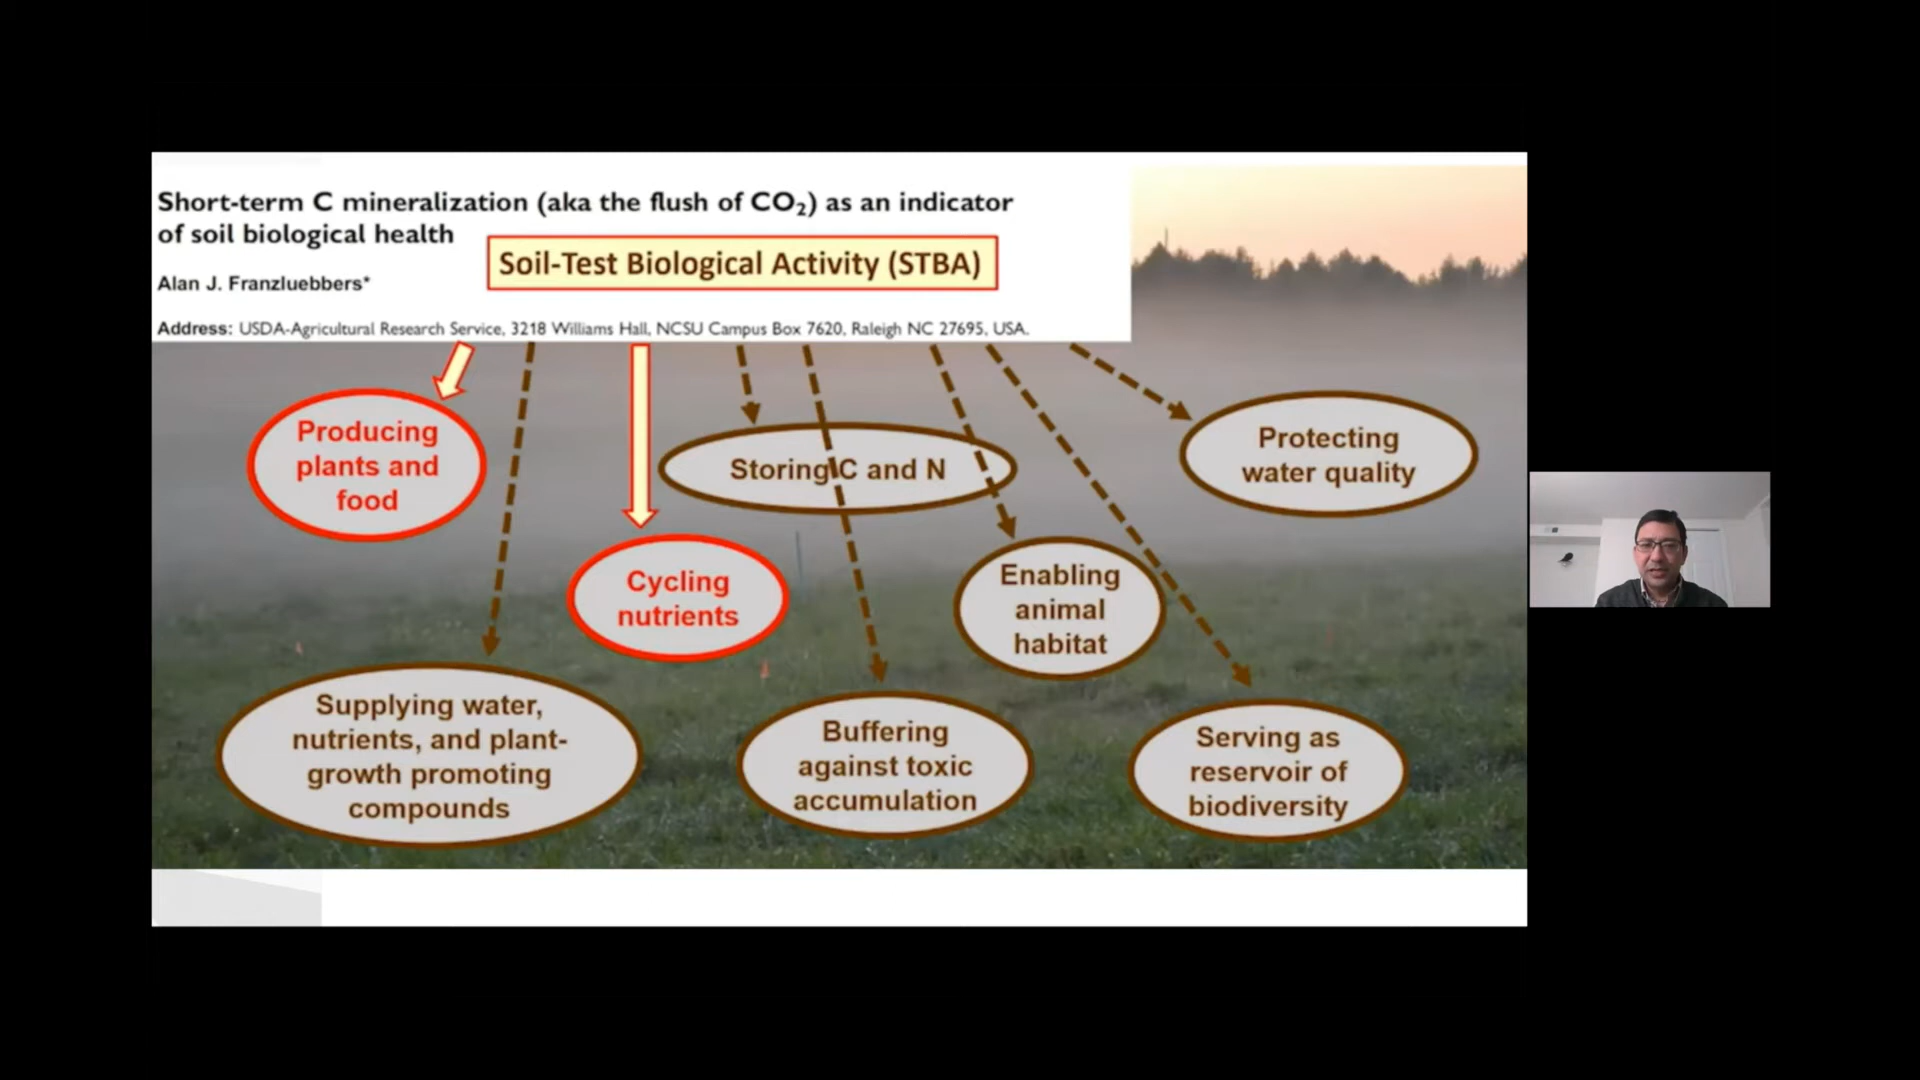 Short-term C mineralization (aka the flush of CO₂) as an indicator
of soil biological health
Soil-Test Biological Activity (STBA)
Alan J. Franzluebbers*
Address: USDA-Agricultural Research Service, 3218 Williams Hall, NCSU Campus Box 7620, Raleigh NC 27695, USA.
Producing
plants and
food
Storing C and N
Protecting
water quality
Cycling
nutrients
Enabling
animal
habitat
Supplying water,
nutrients, and plant-
growth promoting
compounds
Buffering
against toxic
accumulation
Serving as
reservoir of
biodiversity